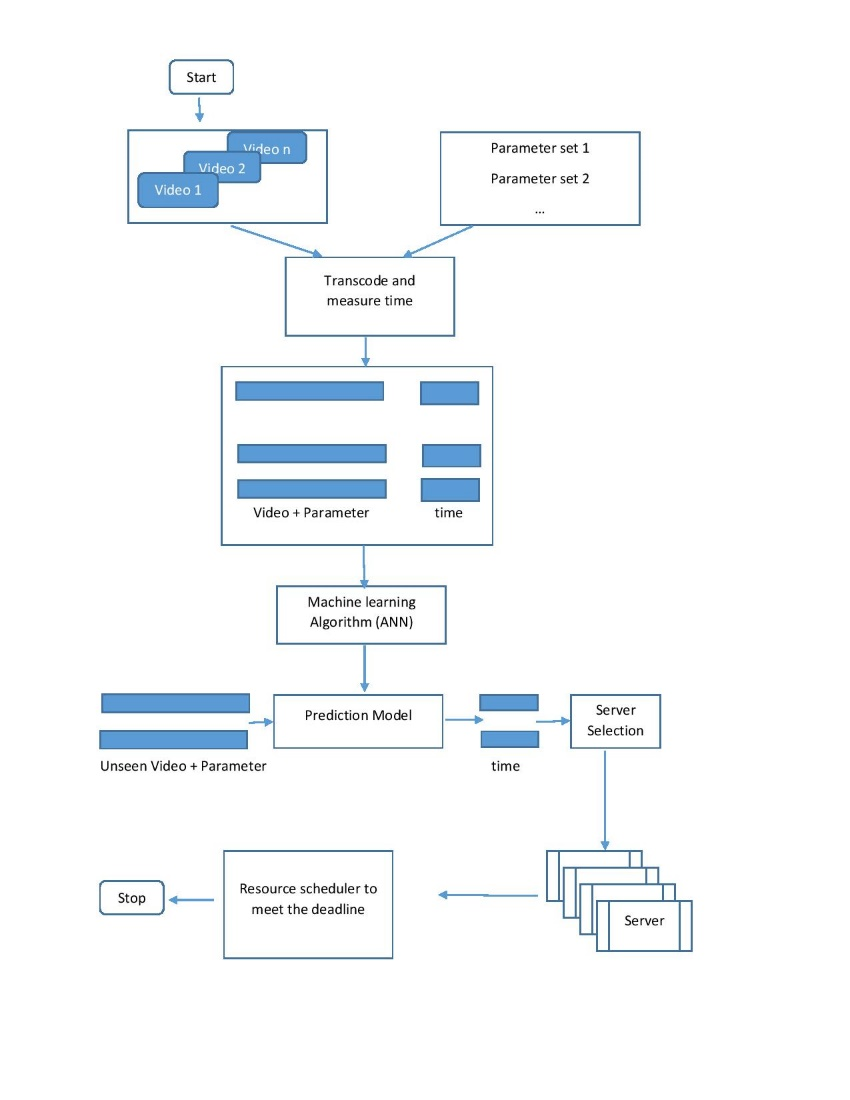 Start
Video n
Video 2
Video 1
Parameter set 1
Parameter set 2
...
Transcode and
measure time
Video + Parameter
time
Machine learning
Algorithm (ANN)
Prediction Model
Server
Selection
Unseen Video + Parameter
time
Stop
Resource scheduler to
meet the deadline
Server